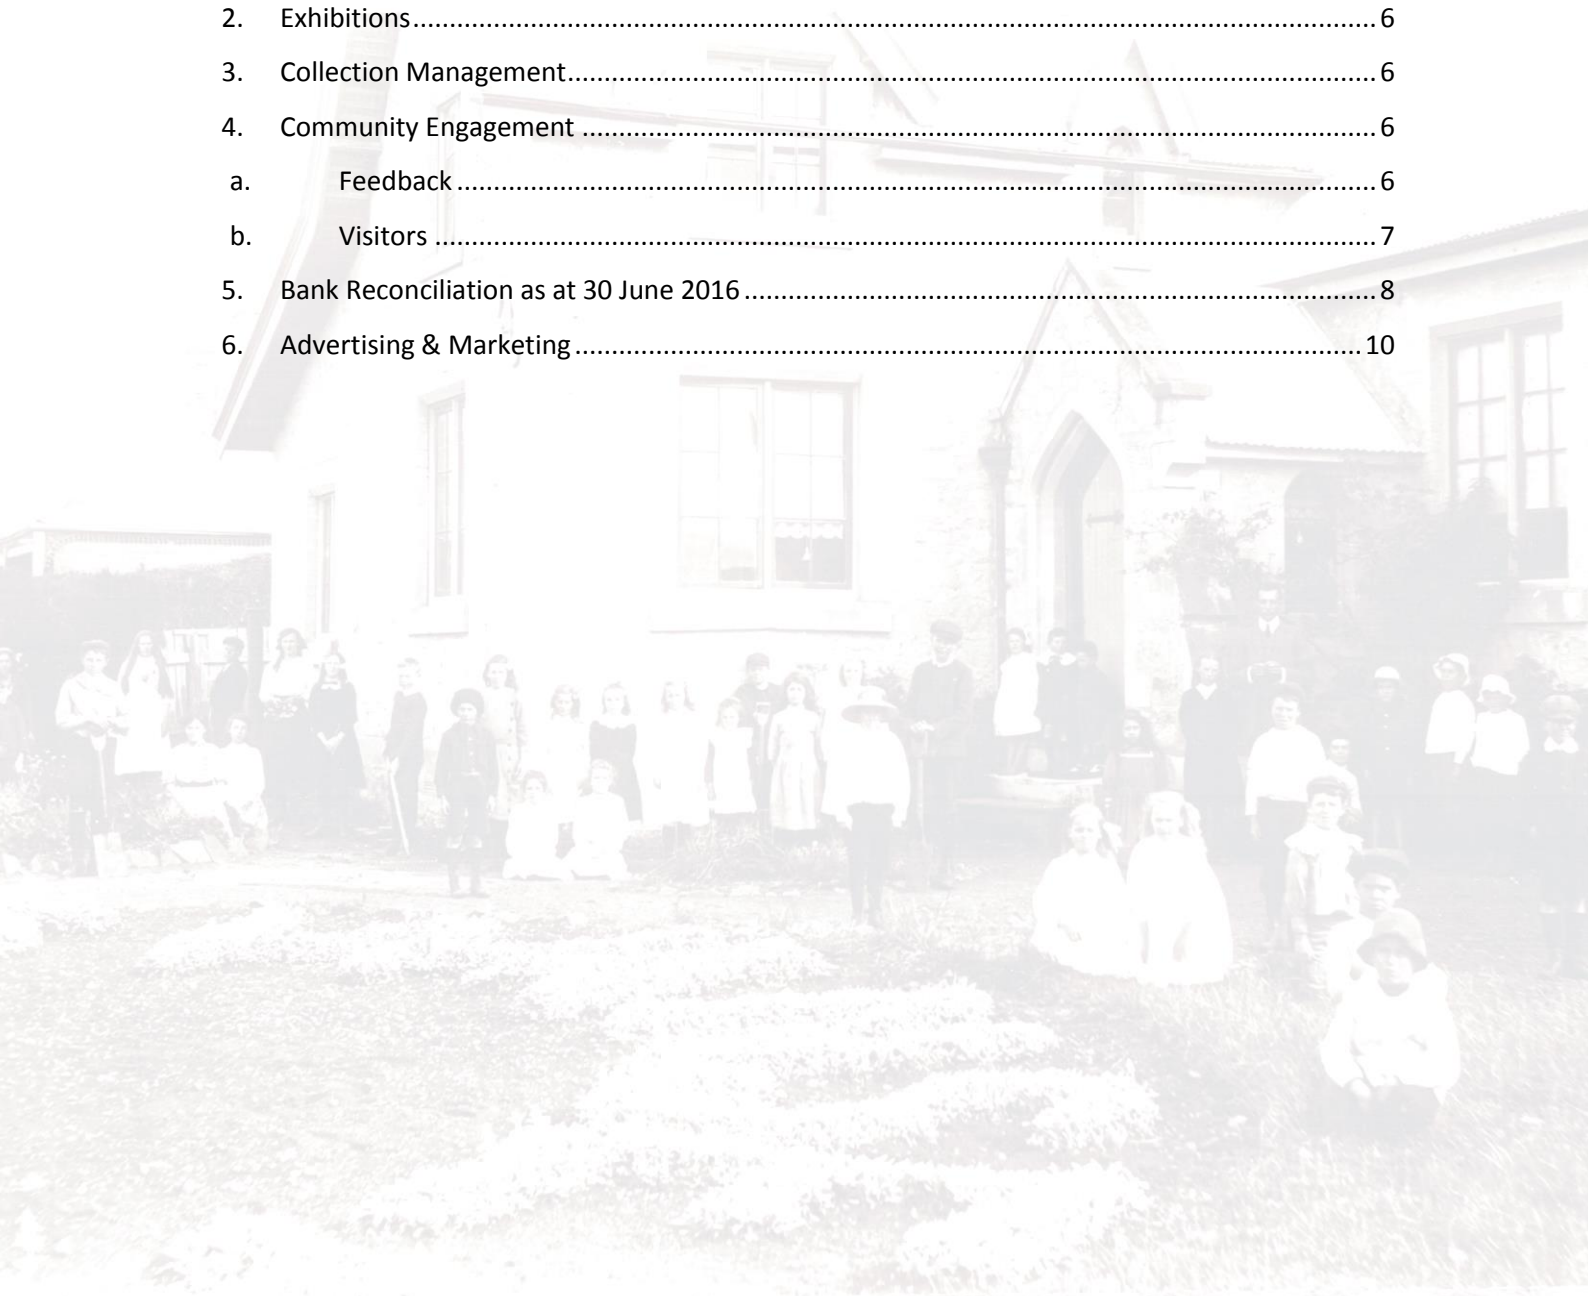 2. Exhibitions........................................................................................................................................6
3. Collection Management....................................................................................................................6
4. Community Engagement ..................................................................................................................6
a. Feedback ...................................................................................................................................6
b. Visitors ......................................................................................................................................7
5. Bank Reconciliation as at 30 June 2016 ...........................................................................................8
6. Advertising & Marketing .................................................................................................................10